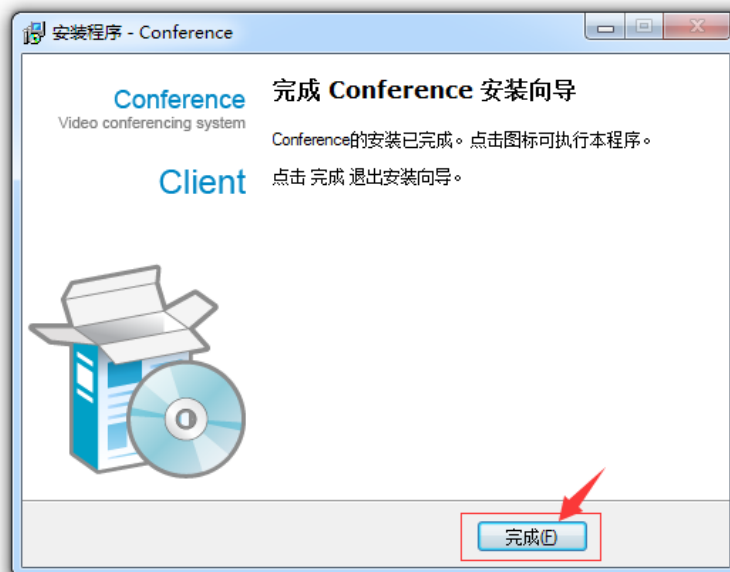 安装程序 - Conference
Conference
Video conferencing system
Client
完成 Conference 安装向导
Conference的安装已完成。点击图标可执行本程序。
点击 完成 退出安装向导。
完成(F)